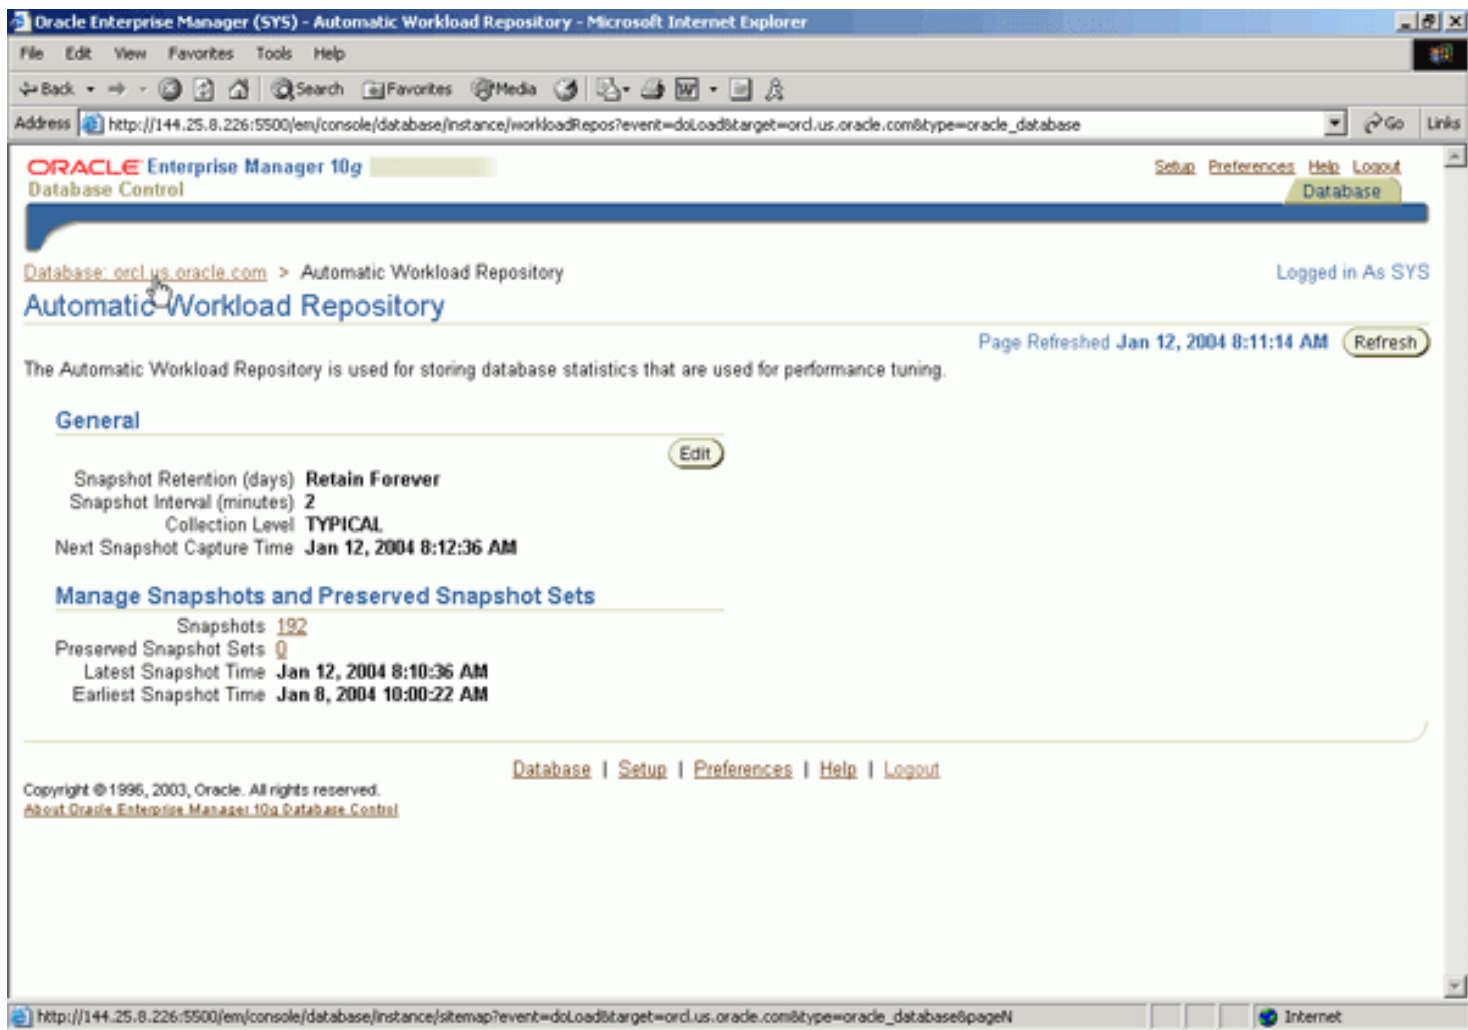 Oracle Enterprise Manager (SYS) - Automatic Workload Repository - Microsoft Internet Explorer
File Edit View Favorites Tools Help
Back Search Favorites Media
Address http://144.25.8.226:5500/em/console/database/instance/workloadRepos?event=doLoad&target=orcl.us.oracle.com&type=oracle_database Go Links
ORACLE Enterprise Manager 10g
Setup Preferences Help Logout
Database Control
Database
Database: orcl.us.oracle.com > Automatic Workload Repository
Logged in As SYS
Automatic Workload Repository
Page Refreshed Jan 12, 2004 8:11:14 AM Refresh
The Automatic Workload Repository is used for storing database statistics that are used for performance tuning.
General
Edit
Snapshot Retention (days) Retain Forever
Snapshot Interval (minutes) 2
Collection Level TYPICAL
Next Snapshot Capture Time Jan 12, 2004 8:12:36 AM
Manage Snapshots and Preserved Snapshot Sets
Snapshots 192
Preserved Snapshot Sets 0
Latest Snapshot Time Jan 12, 2004 8:10:36 AM
Earliest Snapshot Time Jan 8, 2004 10:00:22 AM
Database | Setup | Preferences | Help | Logout
Copyright © 1996, 2003, Oracle. All rights reserved.
About Oracle Enterprise Manager 10g Database Control
http://144.25.8.226:5500/em/console/database/instance/sitemap?event=doLoad&target=orcl.us.oracle.com&type=oracle_database&pageN
Internet